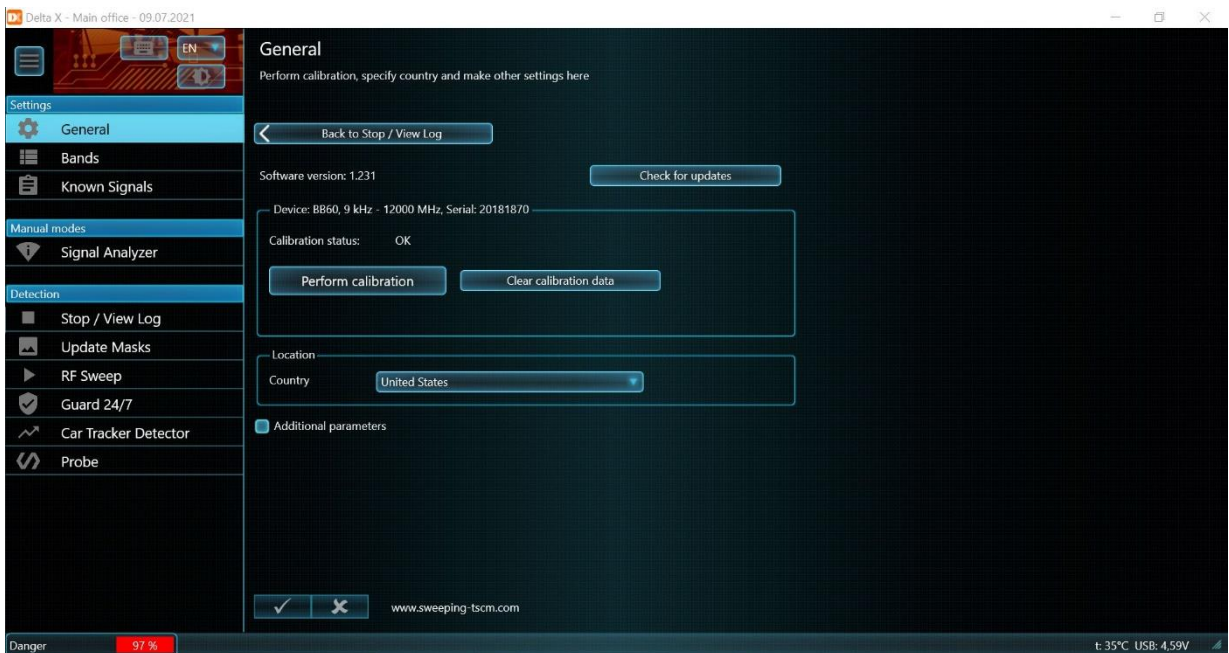 DX Delta X - Main office - 09.07.2021
EN
Settings
General
Bands
Known Signals
Manual modes
Signal Analyzer
Detection
Stop / View Log
Update Masks
RF Sweep
Guard 24/7
Car Tracker Detector
Probe
General
Perform calibration, specify country and make other settings here
Back to Stop / View Log
Software version: 1.231
Check for updates
Device: BB60, 9 kHz - 12000 MHz, Serial: 20181870
Calibration status: OK
Perform calibration
Clear calibration data
Location
Country United States
Additional parameters
www.sweeping-tscm.com
Danger 97 %
t: 35°C USB: 4,59V